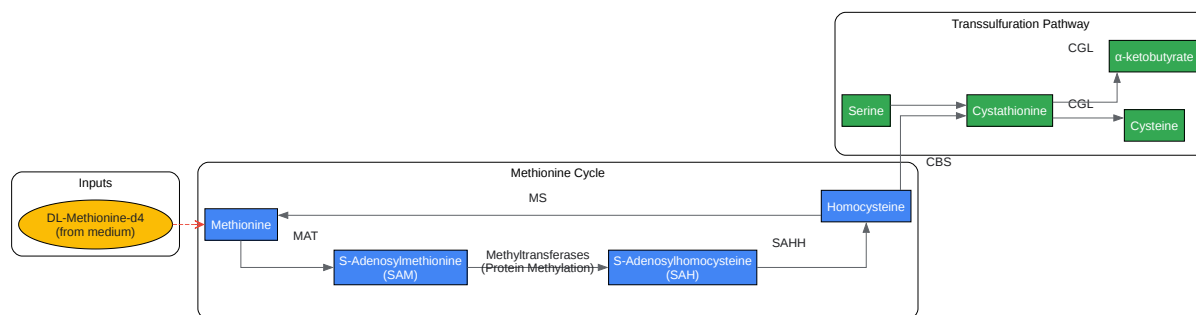 Transsulfuration Pathway
CGL
α-ketobutyrate
Serine
Cystathionine
CGL
Cysteine
CBS
Inputs
DL-Methionine-d4
(from medium)
Methionine Cycle
MS
Homocysteine
Methionine
MAT
S-Adenosylmethionine
(SAM)
Methyltransferases
(Protein Methylation)
S-Adenosylhomocysteine
(SAH)
SAHH